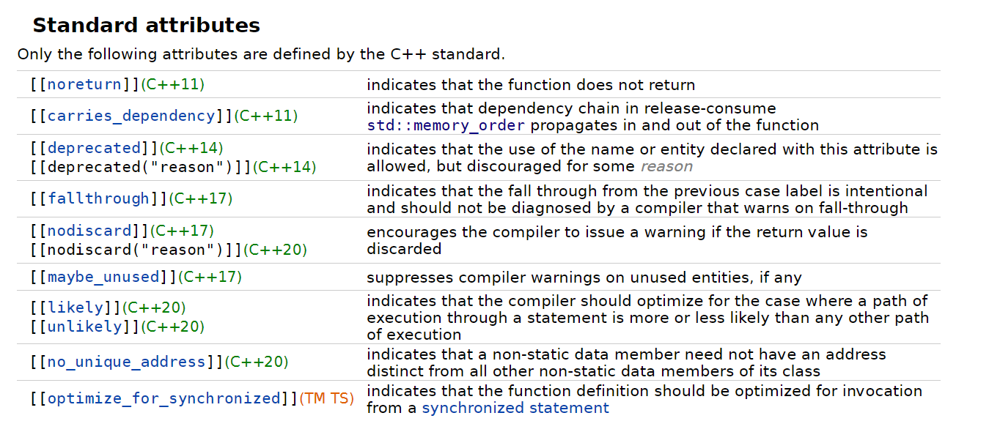 Standard attributes
Only the following attributes are defined by the C++ standard.
[[noreturn]](C++11) indicates that the function does not return
[[carries_dependency]](C++11) indicates that dependency chain in release-consume
std::memory_order propagates in and out of the function
[[deprecated]](C++14)
[[deprecated("reason")]](C++14)
indicates that the use of the name or entity declared with this attribute is
allowed, but discouraged for some reason
[[fallthrough]](C++17)
indicates that the fall through from the previous case label is intentional
and should not be diagnosed by a compiler that warns on fall-through
[[nodiscard]](C++17)
[[nodiscard("reason")]](C++20)
encourages the compiler to issue a warning if the return value is
discarded
[[maybe_unused]](C++17) suppresses compiler warnings on unused entities, if any
[[likely]](C++20)
[[unlikely]](C++20)
indicates that the compiler should optimize for the case where a path of
execution through a statement is more or less likely than any other path
of execution
[[no_unique_address]](C++20)
indicates that a non-static data member need not have an address
distinct from all other non-static data members of its class
[[optimize_for_synchronized]](TM TS)
indicates that the function definition should be optimized for invocation
from a synchronized statement